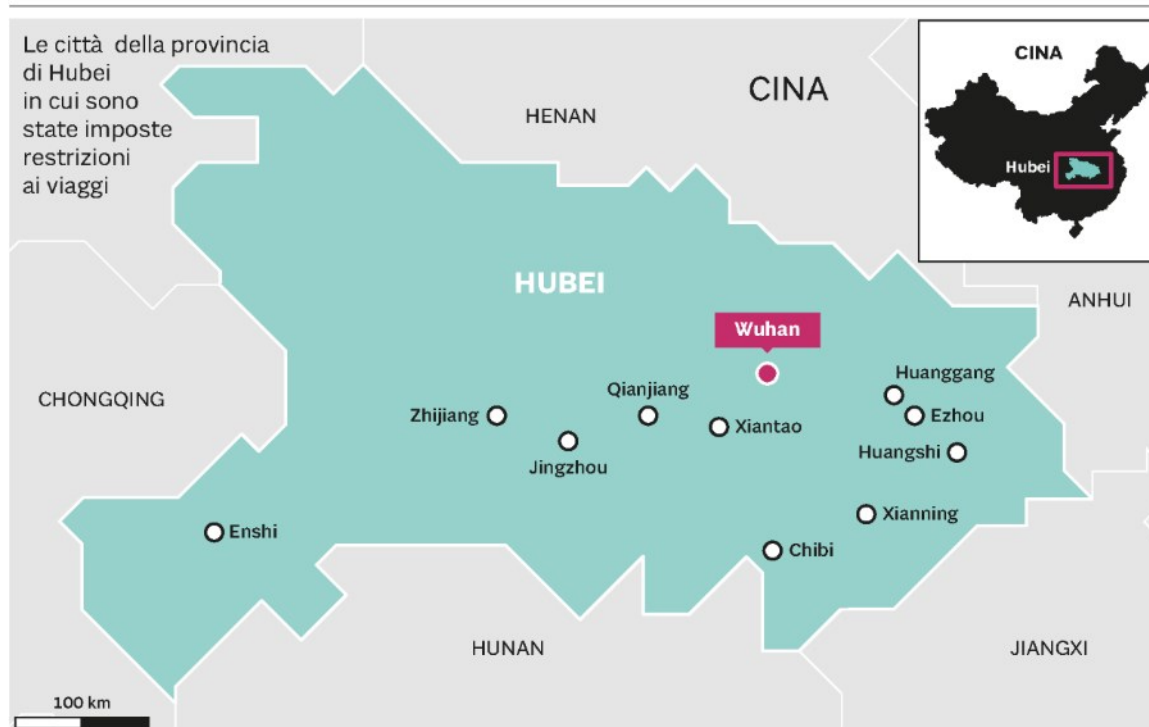 Le città della provincia
di Hubei
in cui sono
state imposte
restrizioni
ai viaggi
CINA
HENAN
CINA
Hubei
HUBEI
ANHUI
Wuhan
CHONGQING
Huanggang
Qianjiang
Zhijiang
Ezhou
Xiantao
Jingzhou
Huangshi
Xianning
Enshi
Chibi
HUNAN
JIANGXI
100 km